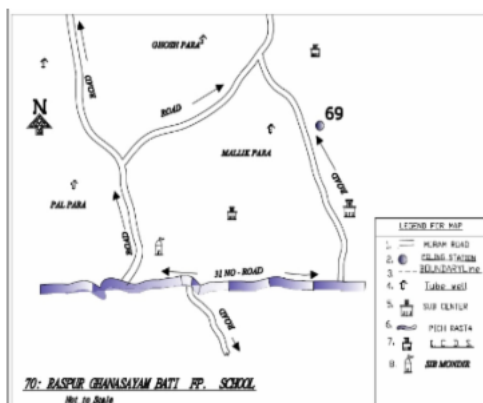 GHOSH PARA
ROAD
ROAD
N
69
MALLIK PARA
PAL PARA
ROAD
ROAD
31 NO - ROAD
ROAD
LEGEND FOR MAP
1. MORAM ROAD
2. POLING STATION
3. BOUNDARY Line
4. Tube well
5. SUB CENTER
6. PICH RASTA
7. I. C. D. S.
8. SIB MONDER
70: RASPUR GHANASAYAM BATI FP. SCHOOL
Not to Scale